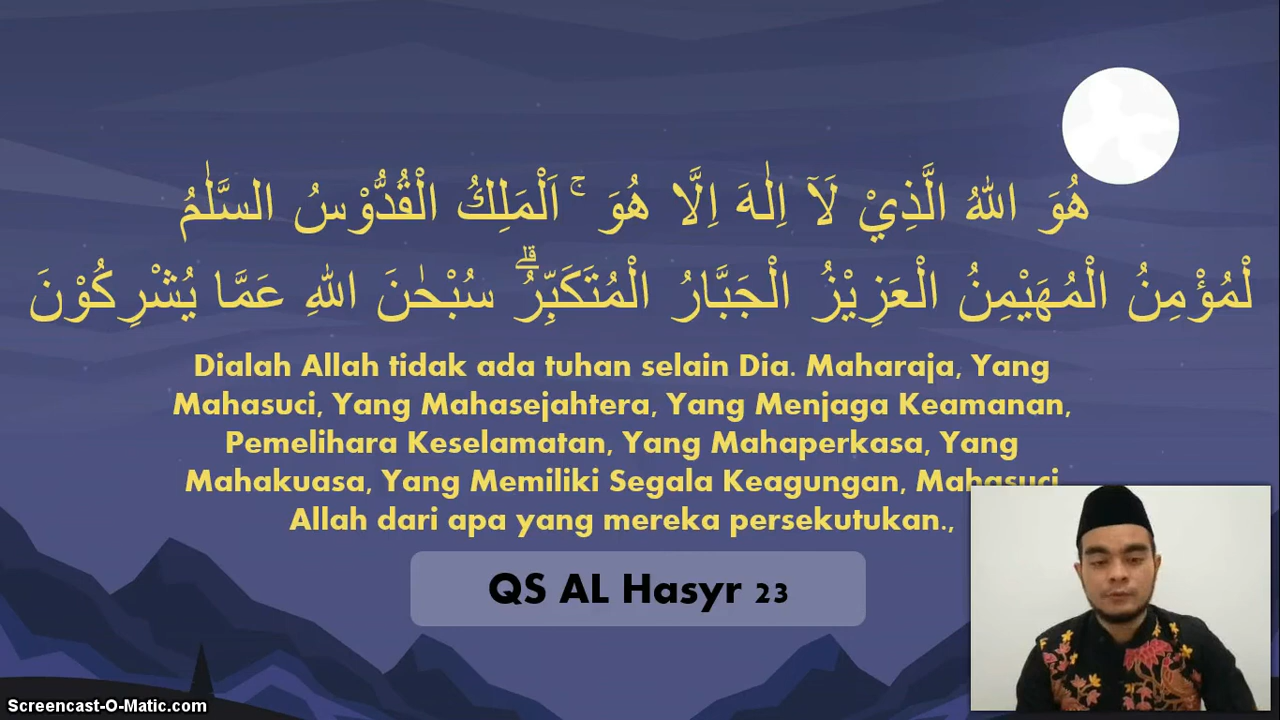 هُوَ اللّٰهُ الَّذِيْ لَآ اِلٰهَ اِلَّا هُوَ ۚ اَلْمَلِكُ الْقُدُّوْسُ السَّلٰمُ
لْمُؤْمِنُ الْمُهَيْمِنُ الْعَزِيْزُ الْجَبَّارُ الْمُتَكَبِّرُ ۗ سُبْحٰنَ اللّٰهِ عَمَّا يُشْرِكُوْنَ
Dialah Allah tidak ada tuhan selain Dia. Maharaja, Yang
Mahasuci, Yang Mahasejahtera, Yang Menjaga Keamanan,
Pemelihara Keselamatan, Yang Mahaperkasa, Yang
Mahakuasa, Yang Memiliki Segala Keagungan, Mahasuci
Allah dari apa yang mereka persekutukan.,
QS AL Hasyr 23
Screencast-O-Matic.com